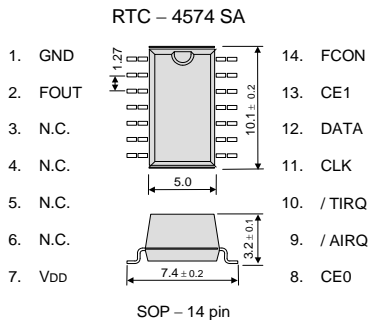 RTC – 4574 SA
1. GND
2. FOUT
3. N.C.
4. N.C.
5. N.C.
6. N.C.
7. VDD
1.27
10.1 ± 0.2
5.0
3.2 ± 0.1
7.4 ± 0.2
14. FCON
13. CE1
12. DATA
11. CLK
10. / TIRQ
9. / AIRQ
8. CE0
SOP – 14 pin